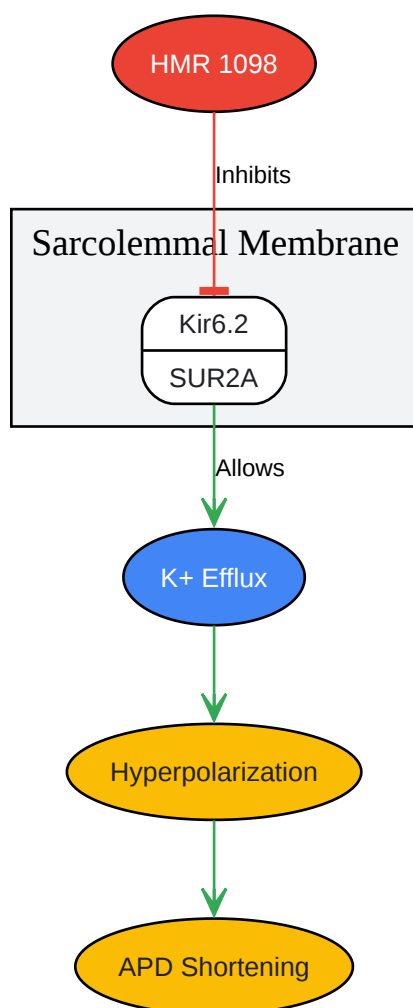 HMR 1098
Inhibits
Sarcolemmal Membrane
Kir6.2
SUR2A
Allows
K+ Efflux
Hyperpolarization
APD Shortening